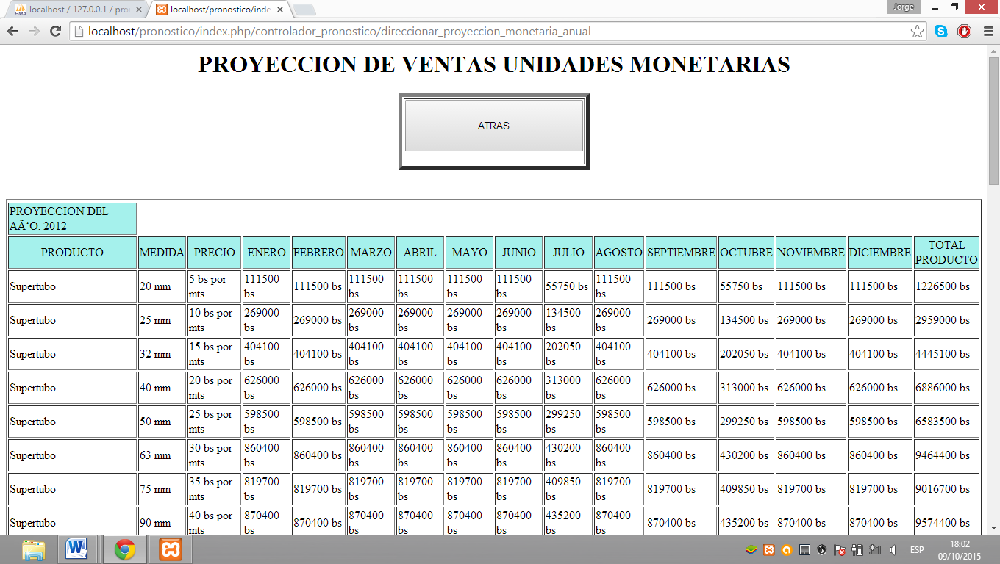 localhost / 127.0.0.1 / pro
localhost/pronostico/inde
Jorge
localhost/pronostico/index.php/controlador_pronostico/direccionar_proyeccion_monetaria_anual
PROYECCION DE VENTAS UNIDADES MONETARIAS
ATRAS
PROYECCION DEL
AÃ‘O: 2012
PRODUCTO MEDIDA PRECIO ENERO FEBRERO MARZO ABRIL MAYO JUNIO JULIO AGOSTO SEPTIEMBRE OCTUBRE NOVIEMBRE DICIEMBRE TOTAL PRODUCTO
Supertubo 20 mm 5 bs por mts 111500 bs 111500 bs 111500 bs 111500 bs 111500 bs 111500 bs 55750 bs 111500 bs 111500 bs 55750 bs 111500 bs 111500 bs 1226500 bs
Supertubo 25 mm 10 bs por mts 269000 bs 269000 bs 269000 bs 269000 bs 269000 bs 269000 bs 134500 bs 269000 bs 269000 bs 134500 bs 269000 bs 269000 bs 2959000 bs
Supertubo 32 mm 15 bs por mts 404100 bs 404100 bs 404100 bs 404100 bs 404100 bs 404100 bs 202050 bs 404100 bs 404100 bs 202050 bs 404100 bs 404100 bs 4445100 bs
Supertubo 40 mm 20 bs por mts 626000 bs 626000 bs 626000 bs 626000 bs 626000 bs 626000 bs 313000 bs 626000 bs 626000 bs 313000 bs 626000 bs 626000 bs 6886000 bs
Supertubo 50 mm 25 bs por mts 598500 bs 598500 bs 598500 bs 598500 bs 598500 bs 598500 bs 299250 bs 598500 bs 598500 bs 299250 bs 598500 bs 598500 bs 6583500 bs
Supertubo 63 mm 30 bs por mts 860400 bs 860400 bs 860400 bs 860400 bs 860400 bs 860400 bs 430200 bs 860400 bs 860400 bs 430200 bs 860400 bs 860400 bs 9464400 bs
Supertubo 75 mm 35 bs por mts 819700 bs 819700 bs 819700 bs 819700 bs 819700 bs 819700 bs 409850 bs 819700 bs 819700 bs 409850 bs 819700 bs 819700 bs 9016700 bs
Supertubo 90 mm 40 bs por mts 870400 bs 870400 bs 870400 bs 870400 bs 870400 bs 870400 bs 435200 bs 870400 bs 870400 bs 435200 bs 870400 bs 870400 bs 9574400 bs
ESP
18:02
09/10/2015